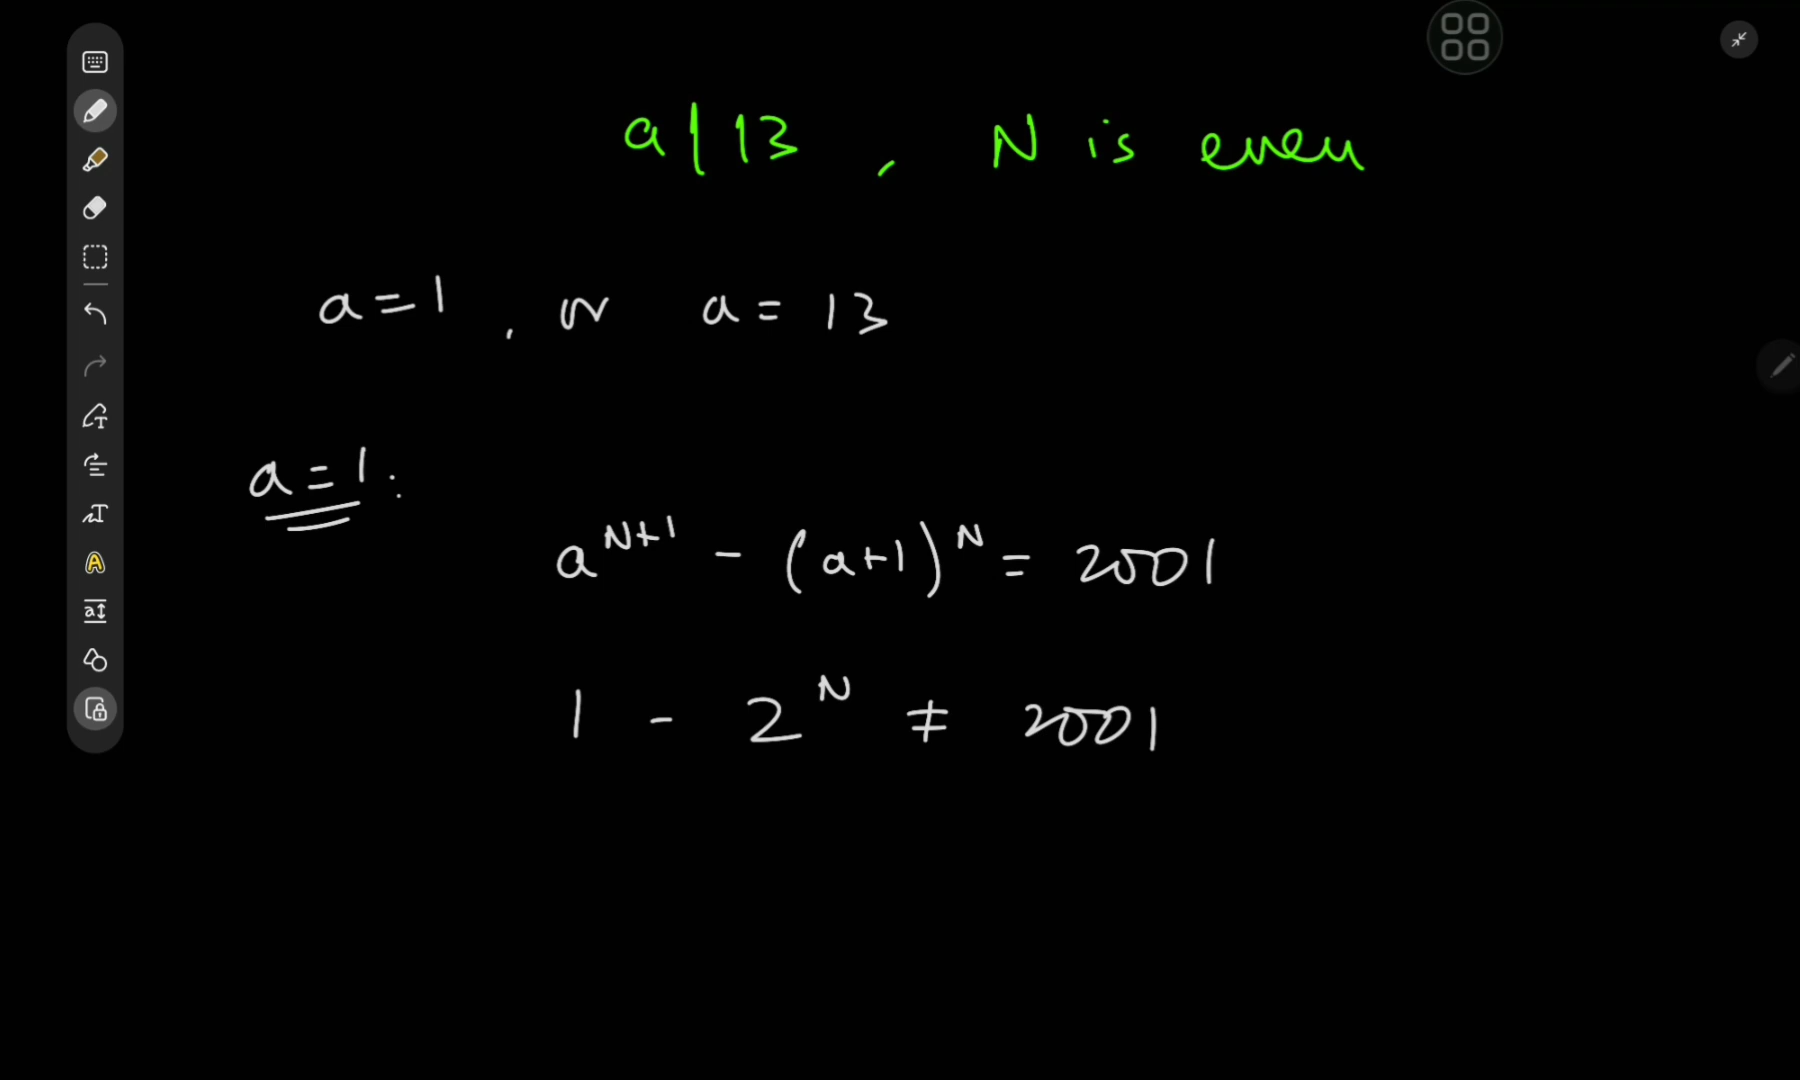 a|13 , N is even
a=1 , or a = 13
a=1:
a^{N+1} - (a+1)^N = 2001
1 - 2^N ≠ 2001